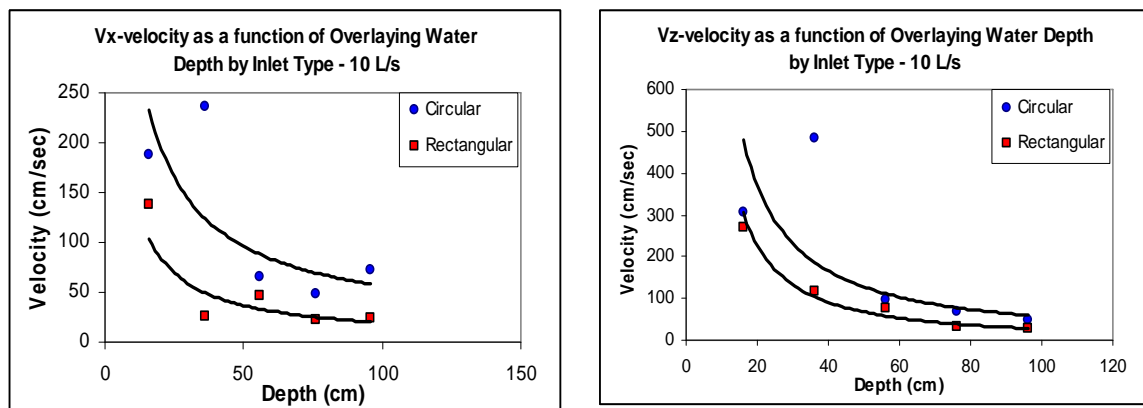 Vx-velocity as a function of Overlaying Water
Depth by Inlet Type - 10 L/s
250
200
150
100
50
0
0
50
100
150
Velocity (cm/sec)
Depth (cm)
Circular
Rectangular
Vz-velocity as a function of Overlaying Water Depth
by Inlet Type - 10 L/s
600
500
400
300
200
100
0
0
20
40
60
80
100
120
Velocity (cm/sec)
Depth (cm)
Circular
Rectangular